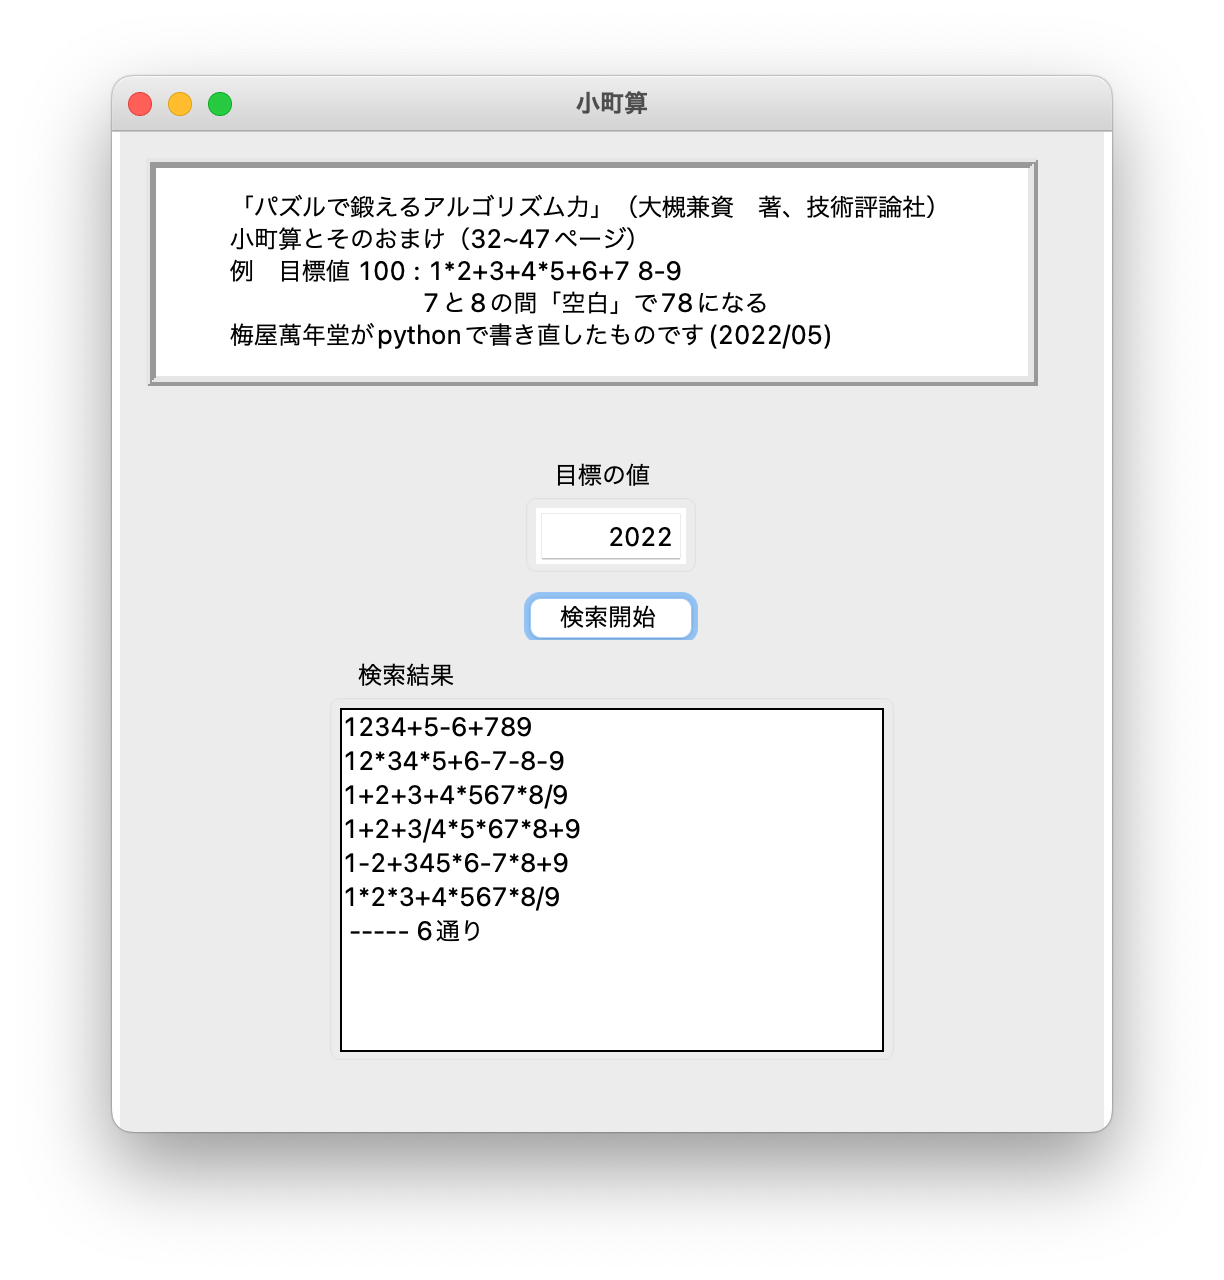 小町算
「パズルで鍛えるアルゴリズム力」（大槻兼資　著、技術評論社）
小町算とそのおまけ（32~47ページ）
例　目標値 100 : 1*2+3+4*5+6+7 8-9
7と8の間「空白」で78になる
梅屋萬年堂がpythonで書き直したものです(2022/05)
目標の値
2022
検索開始
検索結果
1234+5-6+789
12*34*5+6-7-8-9
1+2+3+4*567*8/9
1+2+3/4*5*67*8+9
1-2+345*6-7*8+9
1*2*3+4*567*8/9
----- 6通り